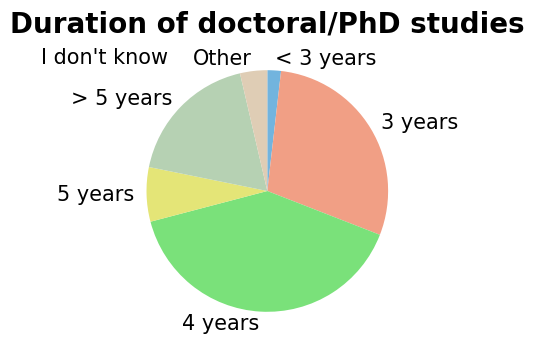 Duration of doctoral/PhD studies
I don't know
Other
< 3 years
> 5 years
3 years
5 years
4 years